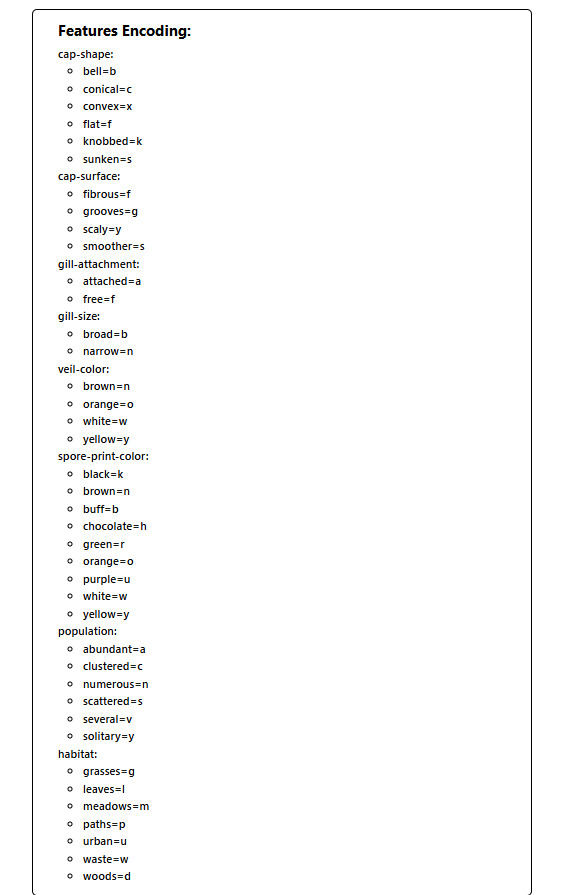 Features Encoding:
cap-shape:
bell=b
conical=c
convex=x
flat=f
knobbed=k
sunken=s
cap-surface:
fibrous=f
grooves=g
scaly=y
smoother=s
gill-attachment:
attached=a
free=f
gill-size:
broad=b
narrow=n
veil-color:
brown=n
orange=o
white=w
yellow=y
spore-print-color:
black=k
brown=n
buff=b
chocolate=h
green=r
orange=o
purple=u
white=w
yellow=y
population:
abundant=a
clustered=c
numerous=n
scattered=s
several=v
solitary=y
habitat:
grasses=g
leaves=l
meadows=m
paths=p
urban=u
waste=w
woods=d